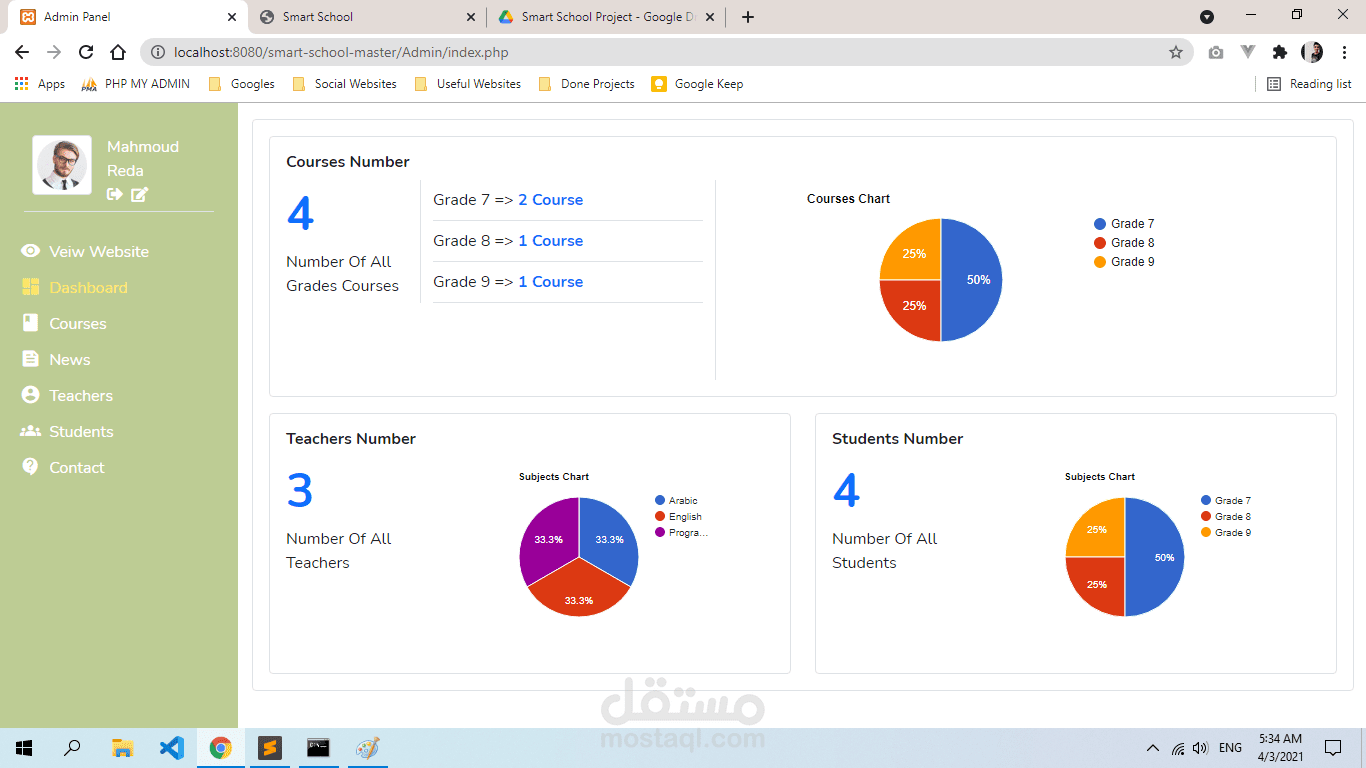 Admin Panel
Smart School
Smart School Project - Google D
localhost:8080/smart-school-master/Admin/index.php
Apps
PHP MY ADMIN
Googles
Social Websites
Useful Websites
Done Projects
Google Keep
Reading list
Mahmoud
Reda
Veiw Website
Dashboard
Courses
News
Teachers
Students
Contact
Courses Number
4
Number Of All
Grades Courses
Grade 7 => 2 Course
Grade 8 => 1 Course
Grade 9 => 1 Course
Courses Chart
25%
50%
25%
Grade 7
Grade 8
Grade 9
Teachers Number
3
Number Of All
Teachers
Subjects Chart
33.3%
33.3%
33.3%
Arabic
English
Progra...
Students Number
4
Number Of All
Students
Subjects Chart
25%
50%
25%
Grade 7
Grade 8
Grade 9
مستقل
mostaql.com
ENG
5:34 AM
4/3/2021